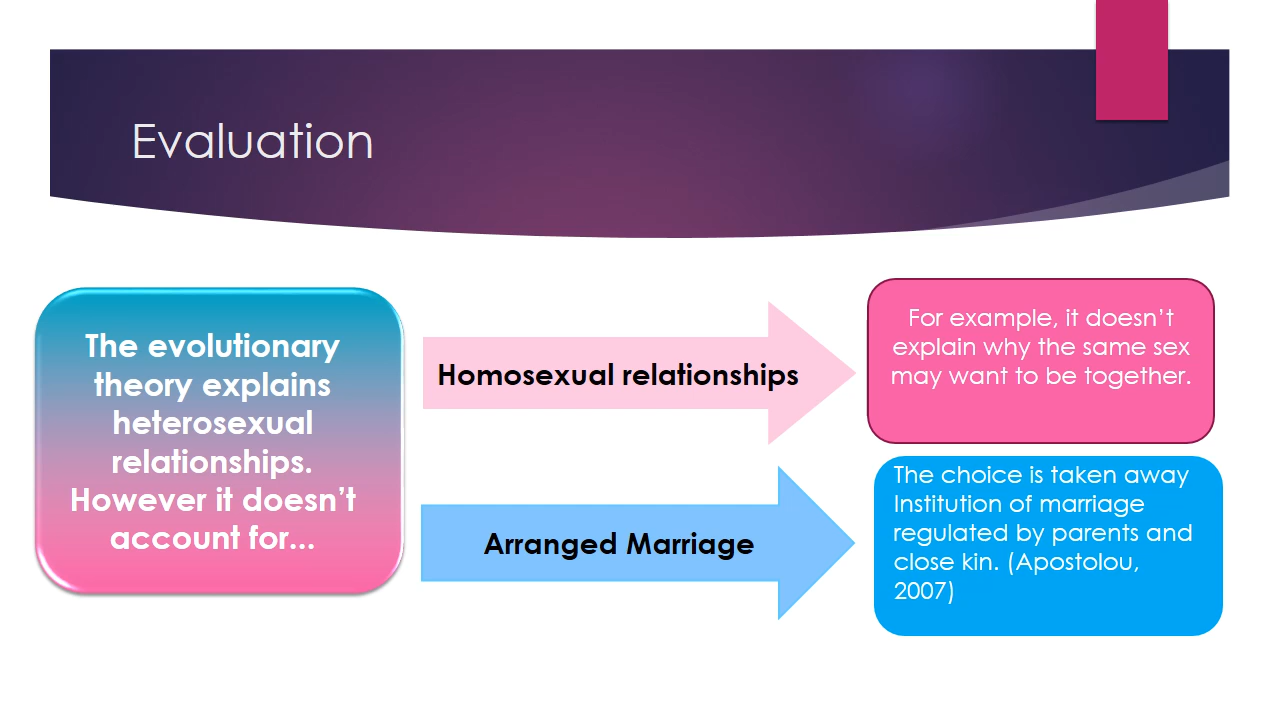 Evaluation
The evolutionary
theory explains
heterosexual
relationships.
However it doesn’t
account for...
Homosexual relationships
For example, it doesn’t
explain why the same sex
may want to be together.
Arranged Marriage
The choice is taken away
Institution of marriage
regulated by parents and
close kin. (Apostolou,
2007)